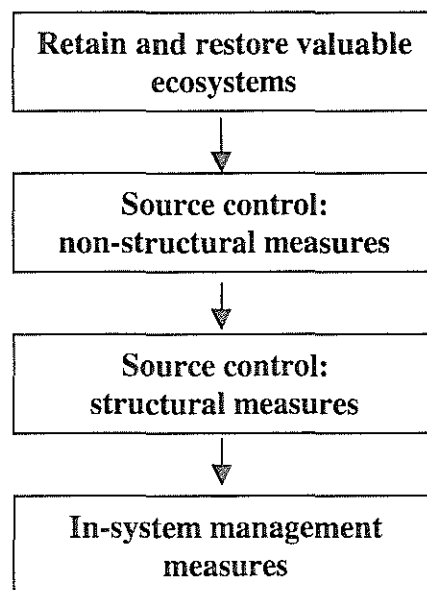 Retain and restore valuable
ecosystems
Source control:
non-structural measures
Source control:
structural measures
In-system management
measures